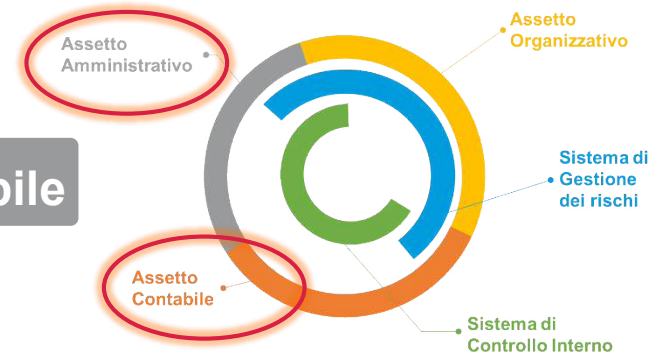 Assetto
Organizzativo
Assetto
Amministrativo
Sistema di
Gestione
dei rischi
bile
Assetto
Contabile
Sistema di
Controllo Interno